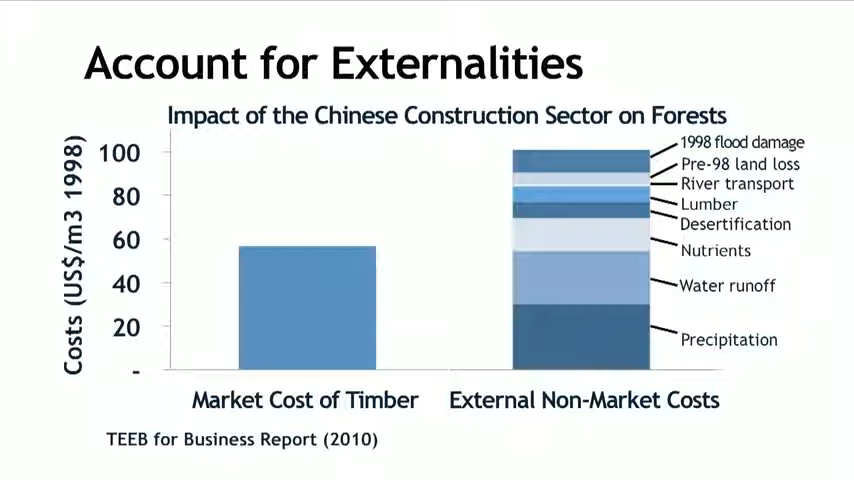 Account for Externalities
Impact of the Chinese Construction Sector on Forests
Costs (US$/m3 1998)
100
80
60
40
20
-
1998 flood damage
Pre-98 land loss
River transport
Lumber
Desertification
Nutrients
Water runoff
Precipitation
Market Cost of Timber
External Non-Market Costs
TEEB for Business Report (2010)